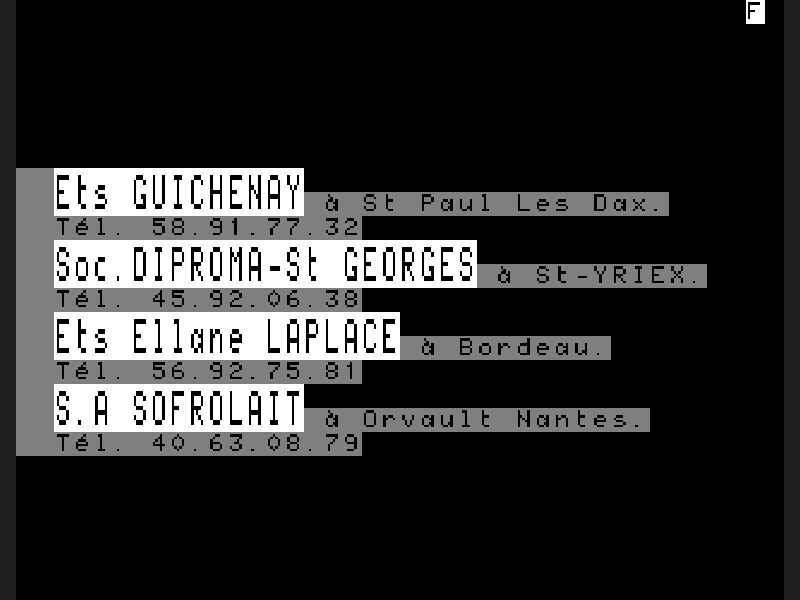 F
Ets GUICHENAY à St Paul Les Dax.
Tél. 58.91.77.32
Soc.DIPROMA-St GEORGES à St-YRIEX.
Tél. 45.92.06.38
Ets Ellane LAPLACE à Bordeau.
Tél. 56.92.75.81
S.A SOFROLAIT à Orvault Nantes.
Tél. 40.63.08.79